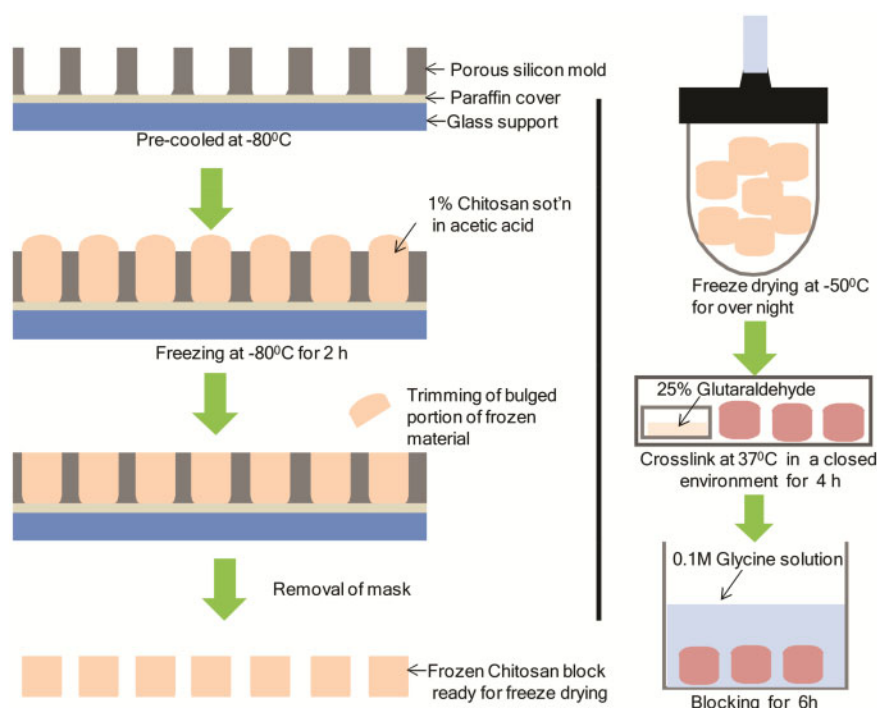 Porous silicon mold
Paraffin cover
Glass support
Pre-cooled at -80⁰C
1% Chitosan sot'n
in acetic acid
Freezing at -80⁰C for 2 h
Trimming of bulged
portion of frozen
material
Removal of mask
Frozen Chitosan block
ready for freeze drying
Freeze drying at -50⁰C
for over night
25% Glutaraldehyde
Crosslink at 37⁰C in a closed
environment for 4 h
0.1M Glycine solution
Blocking for 6h